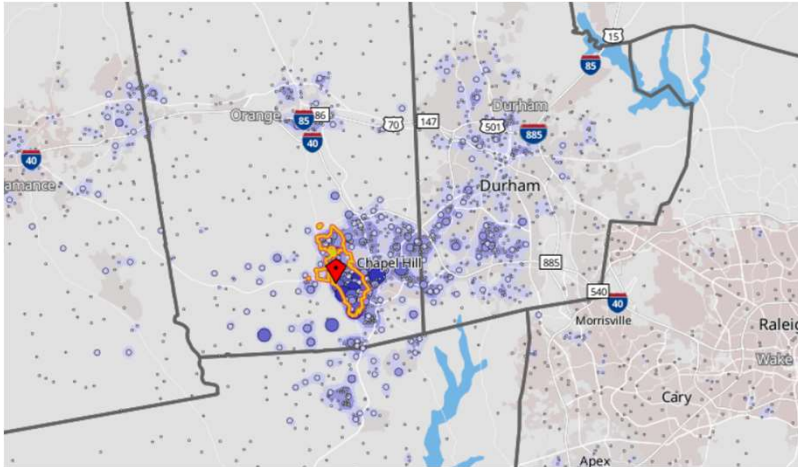 15
85
Durham
Orange
85
86
70
147
501
885
40
40
amance
Durham
Chapel Hill
885
540
40
Morrisville
Raleig
Wake
Cary
Apex